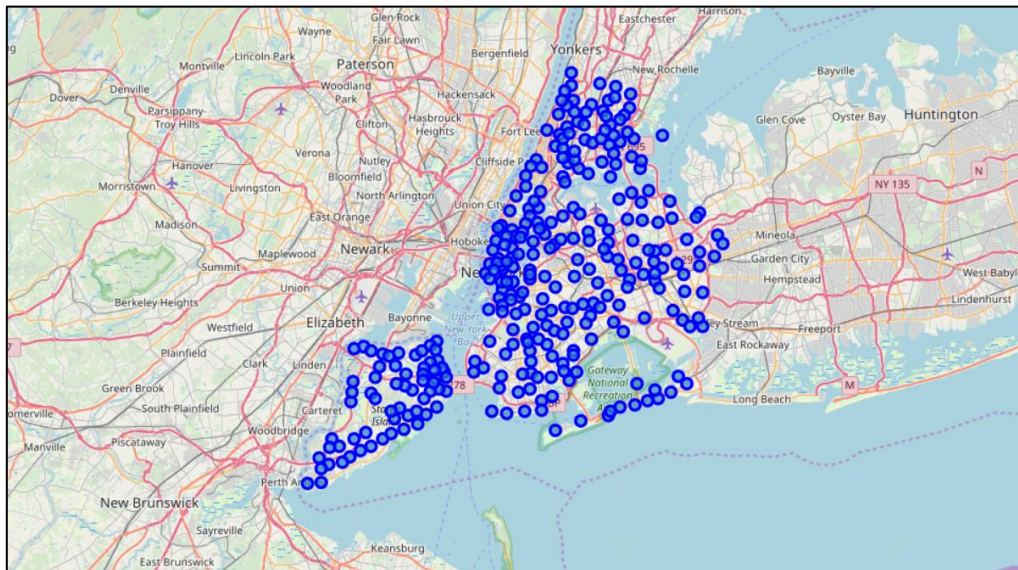 Glen Rock
Eastchester
Harrison
Wayne
Fair Lawn
Yonkers
Lincoln Park
Bergenfield
Montville
Paterson
New Rochelle
Bayville
Denville
Woodland
Park
Hackensack
Dover
Parsippany-
Troy Hills
Clifton
Hasbrouck
Heights
Fort Lee
Glen Cove
Oyster Bay
Huntington
Verona
Nutley
Cliffside P
Hanover
Bloomfield
N
Morristown
Livingston
North Arlington
NY 135
East Orange
Union City
Madison
Maplewood
Newark
Hoboke
Mineola
Summit
Garden City
Union
Hempstead
West Babyl
Berkeley Heights
Lindenhurst
Elizabeth
Bayonne
Upper
New York
Bay
Westfield
Freeport
7
Plainfield
Clark
Linden
East Rockaway
Green Brook
278
Gateway
National
Recreation
M
Long Beach
South Plainfield
Carteret
Somerville
Woodbridge
Piscataway
Manville
Perth Am
New Brunswick
Sayreville
Keansburg
East Brunswick